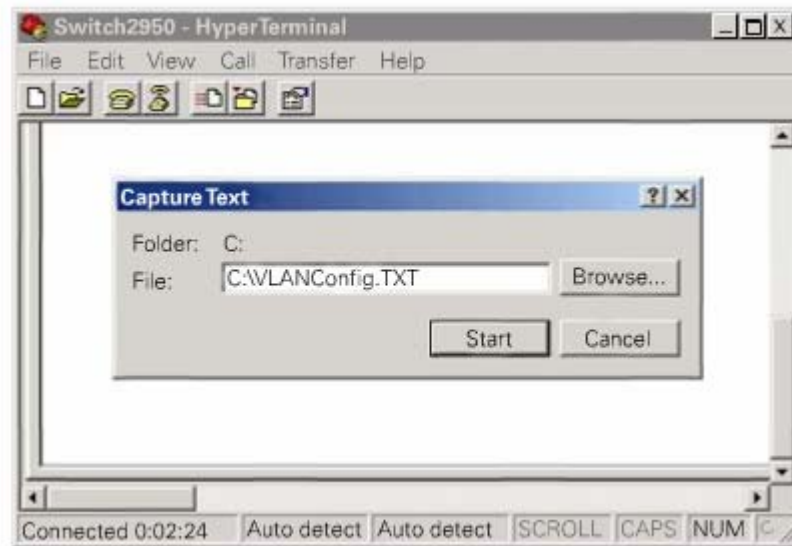 Switch2950 - HyperTerminal
File Edit View Call Transfer Help
Capture Text
Folder: C:
File: C:\VLANConfig.TXT Browse...
Start Cancel
Connected 0:02:24 Auto detect Auto detect SCROLL CAPS NUM